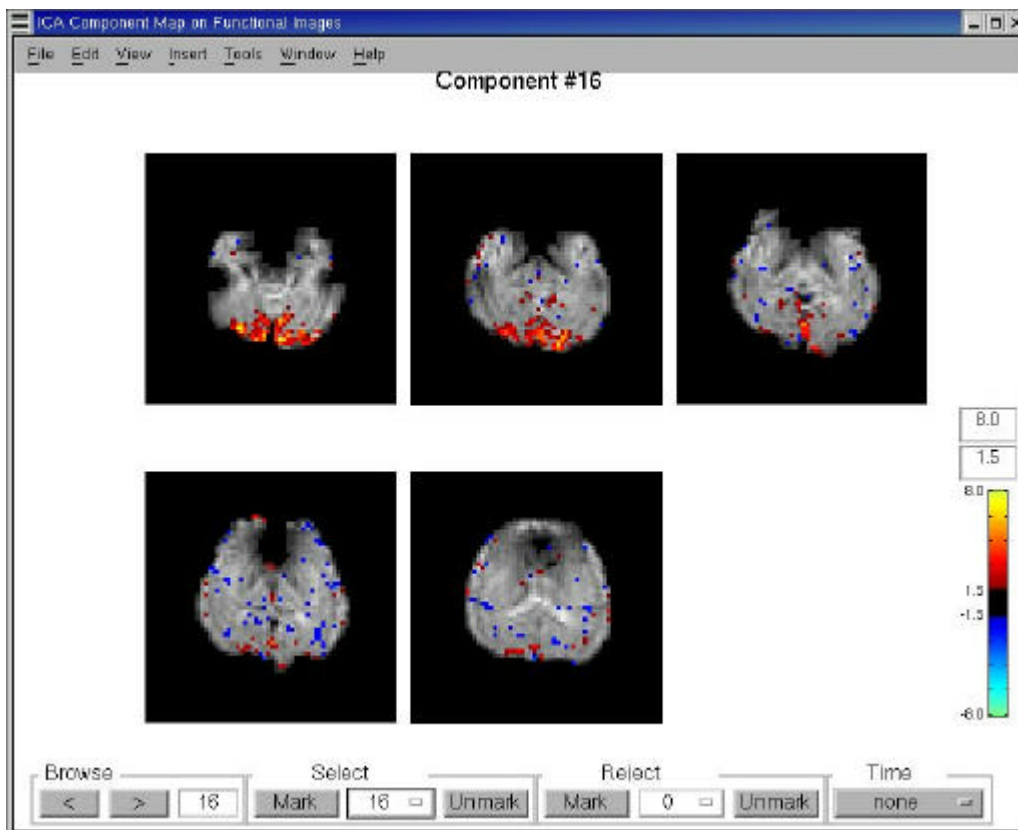 ICA Component Map on Functional Images
File Edit View Insert Tools Window Help
Component #16
8.0
1.5
8.0
1.5
-1.5
-8.0
Browse Select Reject Time
< > 16 Mark 16 Unmark Mark 0 Unmark none